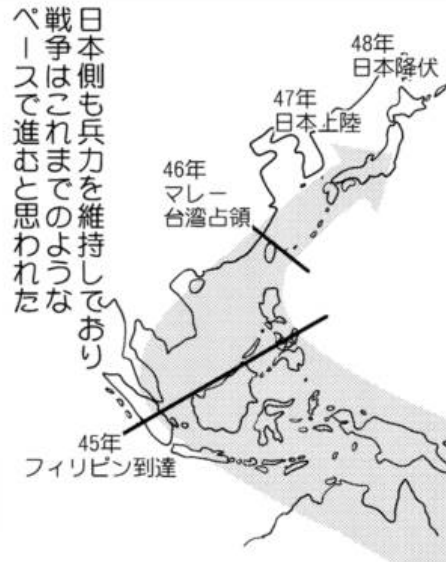 日本側も兵力を維持しており
戦争はこれまでのような
ペースで進むと思われた
48年
日本降伏
47年
日本上陸
46年
マレー
台湾占領
45年
フィリピン到達